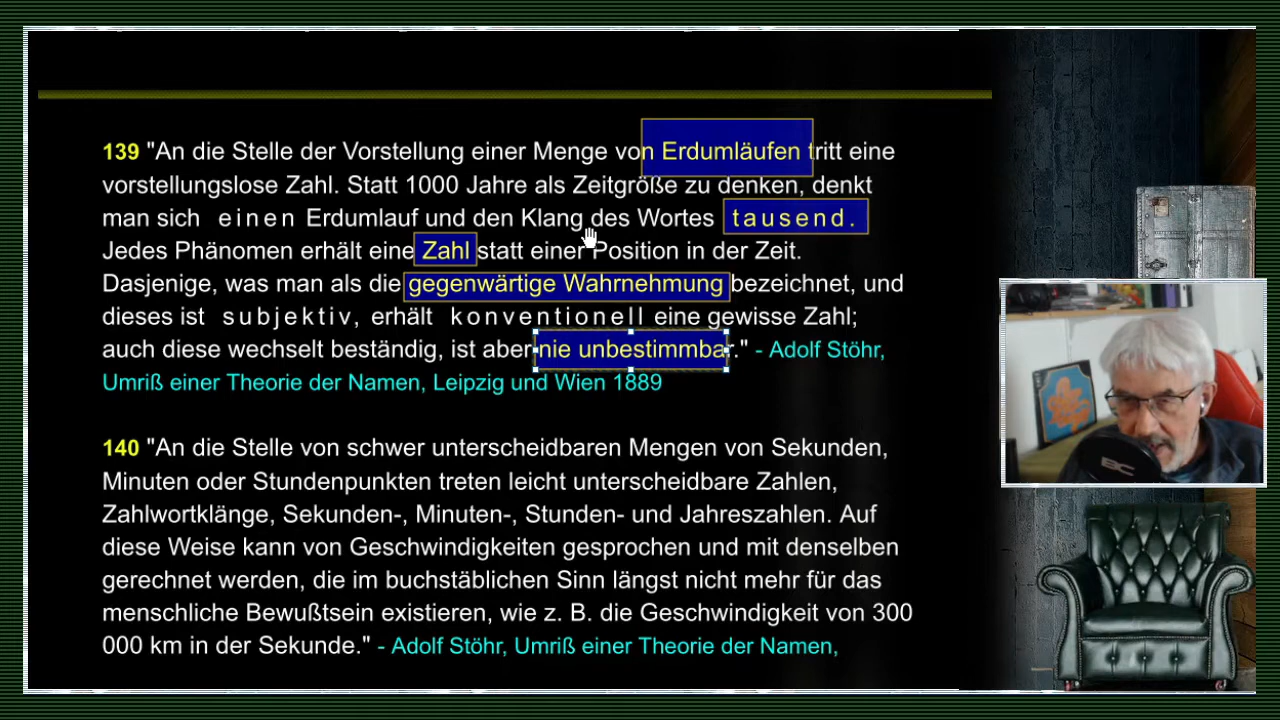 139 "An die Stelle der Vorstellung einer Menge von Erdumläufen tritt eine
vorstellungslose Zahl. Statt 1000 Jahre als Zeitgröße zu denken, denkt
man sich einen Erdumlauf und den Klang des Wortes tausend.
Jedes Phänomen erhält eine Zahl statt einer Position in der Zeit.
Dasjenige, was man als die gegenwärtige Wahrnehmung bezeichnet, und
dieses ist subjektiv, erhält konventionell eine gewisse Zahl;
auch diese wechselt beständig, ist aber nie unbestimmbar." - Adolf Stöhr,
Umriß einer Theorie der Namen, Leipzig und Wien 1889
140 "An die Stelle von schwer unterscheidbaren Mengen von Sekunden,
Minuten oder Stundenpunkten treten leicht unterscheidbare Zahlen,
Zahlwortklänge, Sekunden-, Minuten-, Stunden- und Jahreszahlen. Auf
diese Weise kann von Geschwindigkeiten gesprochen und mit denselben
gerechnet werden, die im buchstäblichen Sinn längst nicht mehr für das
menschliche Bewußtsein existieren, wie z. B. die Geschwindigkeit von 300
000 km in der Sekunde." - Adolf Stöhr, Umriß einer Theorie der Namen,